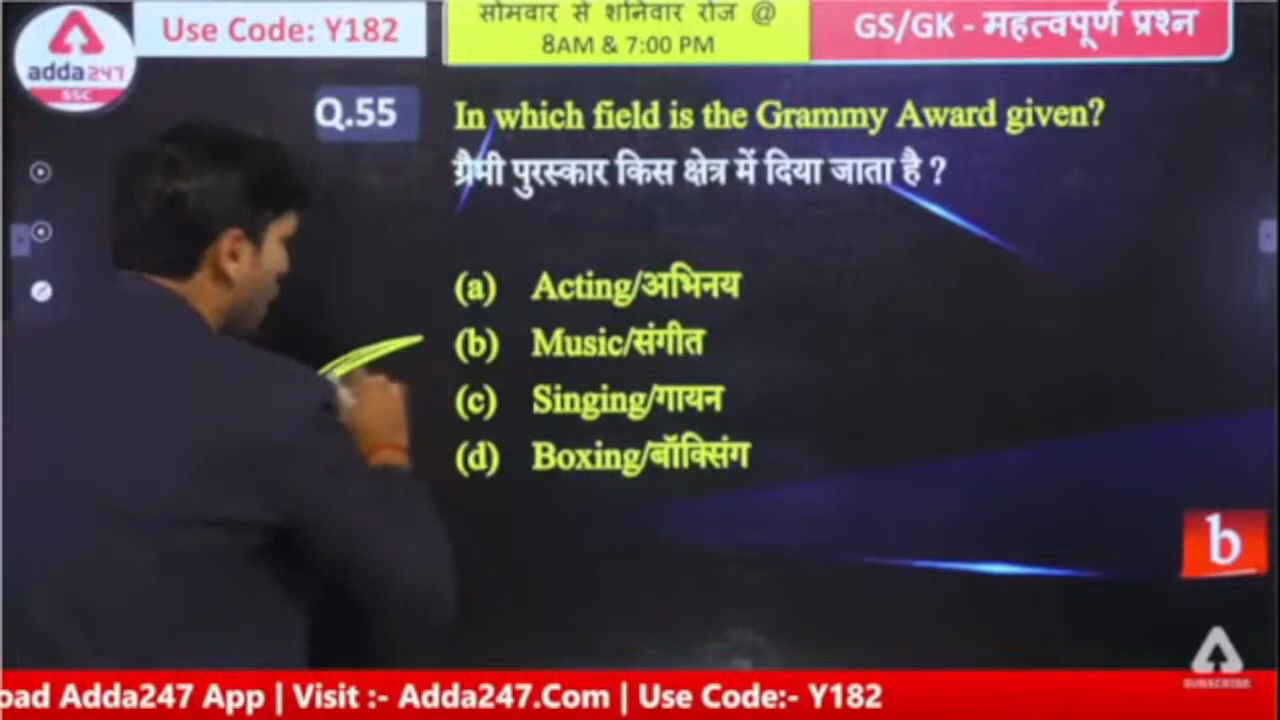 Use Code: Y182
सोमवार से शनिवार रोज @
8AM & 7:00 PM
GS/GK - महत्वपूर्ण प्रश्न
adda247
SSC
Q.55
In which field is the Grammy Award given?
ग्रैमी पुरस्कार किस क्षेत्र में दिया जाता है ?
(a) Acting/अभिनय
(b) Music/संगीत
(c) Singing/गायन
(d) Boxing/बॉक्सिंग
b
SUBSCRIBE
oad Adda247 App | Visit :- Adda247.Com | Use Code:- Y182